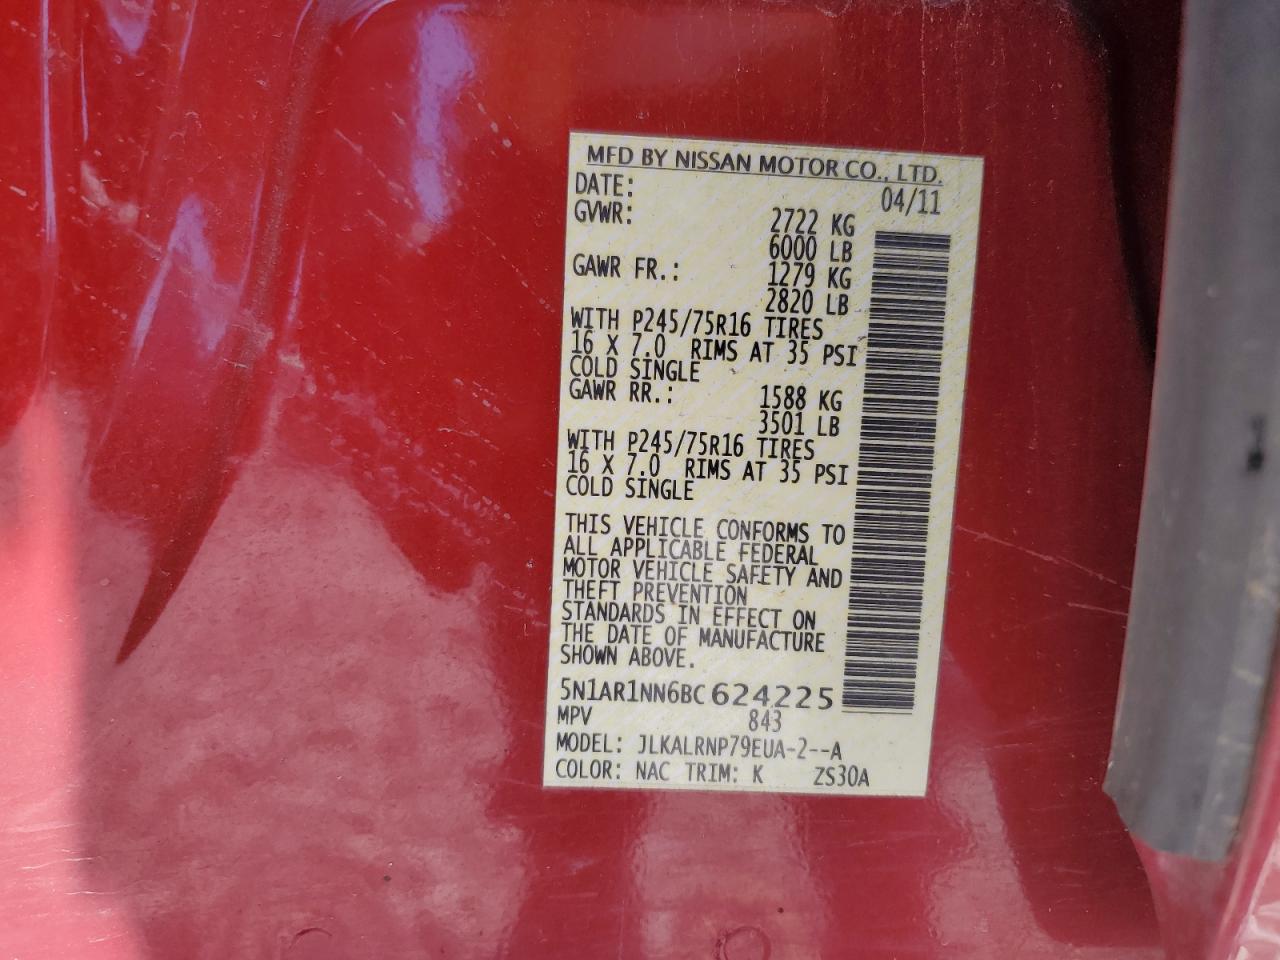 MFD BY NISSAN MOTOR CO., LTD.
DATE: 04/11
GVWR: 2722 KG
6000 LB
GAWR FR.: 1279 KG
2820 LB
WITH P245/75R16 TIRES
16 X 7.0 RIMS AT 35 PSI
COLD SINGLE
GAWR RR.: 1588 KG
3501 LB
WITH P245/75R16 TIRES
16 X 7.0 RIMS AT 35 PSI
COLD SINGLE
THIS VEHICLE CONFORMS TO
ALL APPLICABLE FEDERAL
MOTOR VEHICLE SAFETY AND
THEFT PREVENTION
STANDARDS IN EFFECT ON
THE DATE OF MANUFACTURE
SHOWN ABOVE.
5N1AR1NN6BC624225
MPV 843
MODEL: JLKALRNP79EUA-2--A
COLOR: NAC TRIM: K ZS30A